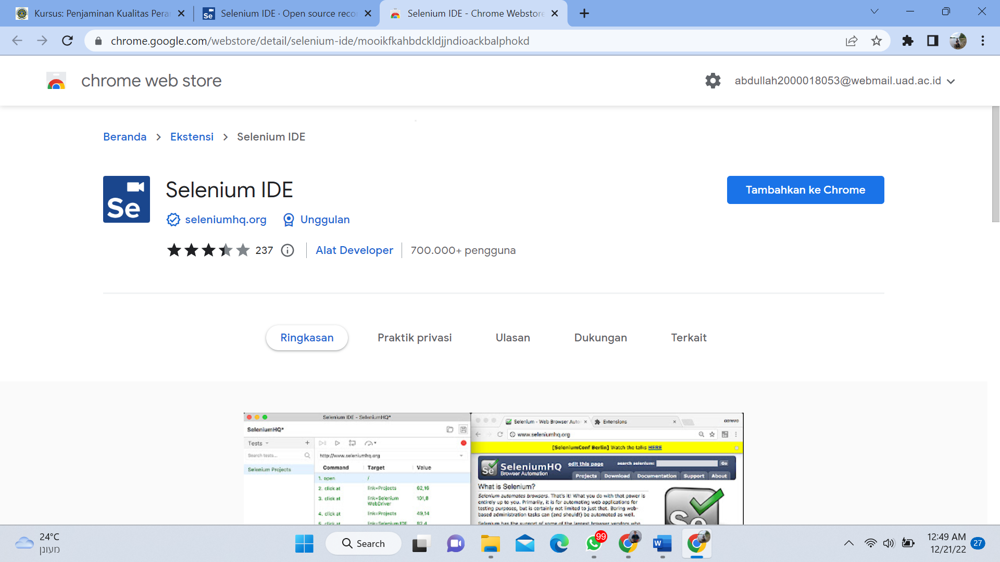 Kursus: Penjaminan Kualitas Pera
Selenium IDE · Open source reco
Selenium IDE - Chrome Webstore
chrome.google.com/webstore/detail/selenium-ide/mooikfkahbdckldjjndioackbalphokd
chrome web store
abdullah2000018053@webmail.uad.ac.id
Beranda > Ekstensi > Selenium IDE
Se
Selenium IDE
Tambahkan ke Chrome
seleniumhq.org Unggulan
237 Alat Developer 700.000+ pengguna
Ringkasan Praktik privasi Ulasan Dukungan Terkait
Selenium IDE - SeleniumHQ*
SeleniumHQ*
Tests
Search tests...
Selenium Projects
http://www.seleniumhq.org
Command Target Value
1. open /
2. click at link=Projects 62,16
3. click at link=Selenium WebDriver 101,8
4. click at link=Projects 49,14
5. click at link=Selenium IDE 82,4
Selenium - Web Browser Auto
Extensions
www.seleniumhq.org
[SeleniumConf Berlin] Watch the talks HERE
SeleniumHQ
Browser Automation
edit this page
search selenium: Go
Projects Download Documentation Support About
What is Selenium?
Selenium automates browsers. That's it! What you do with that power is
entirely up to you. Primarily, it is for automating web applications for
testing purposes, but is certainly not limited to just that. Boring web-
based administration tasks can (and should!) be automated as well.
Selenium has the support of some of the largest browser vendors who
24°C
מעונן
Search
99
12:49 AM
12/21/22
27